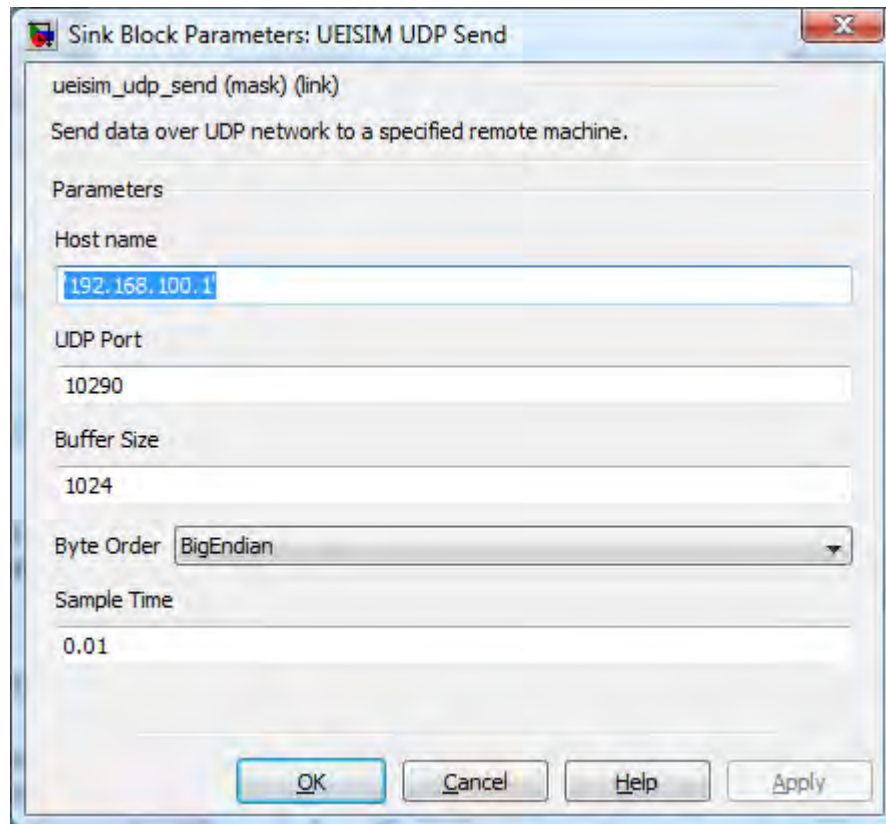 Sink Block Parameters: UEISIM UDP Send
ueisim_udp_send (mask) (link)
Send data over UDP network to a specified remote machine.
Parameters
Host name
'192.168.100.1'
UDP Port
10290
Buffer Size
1024
Byte Order BigEndian
Sample Time
0.01
OK Cancel Help Apply